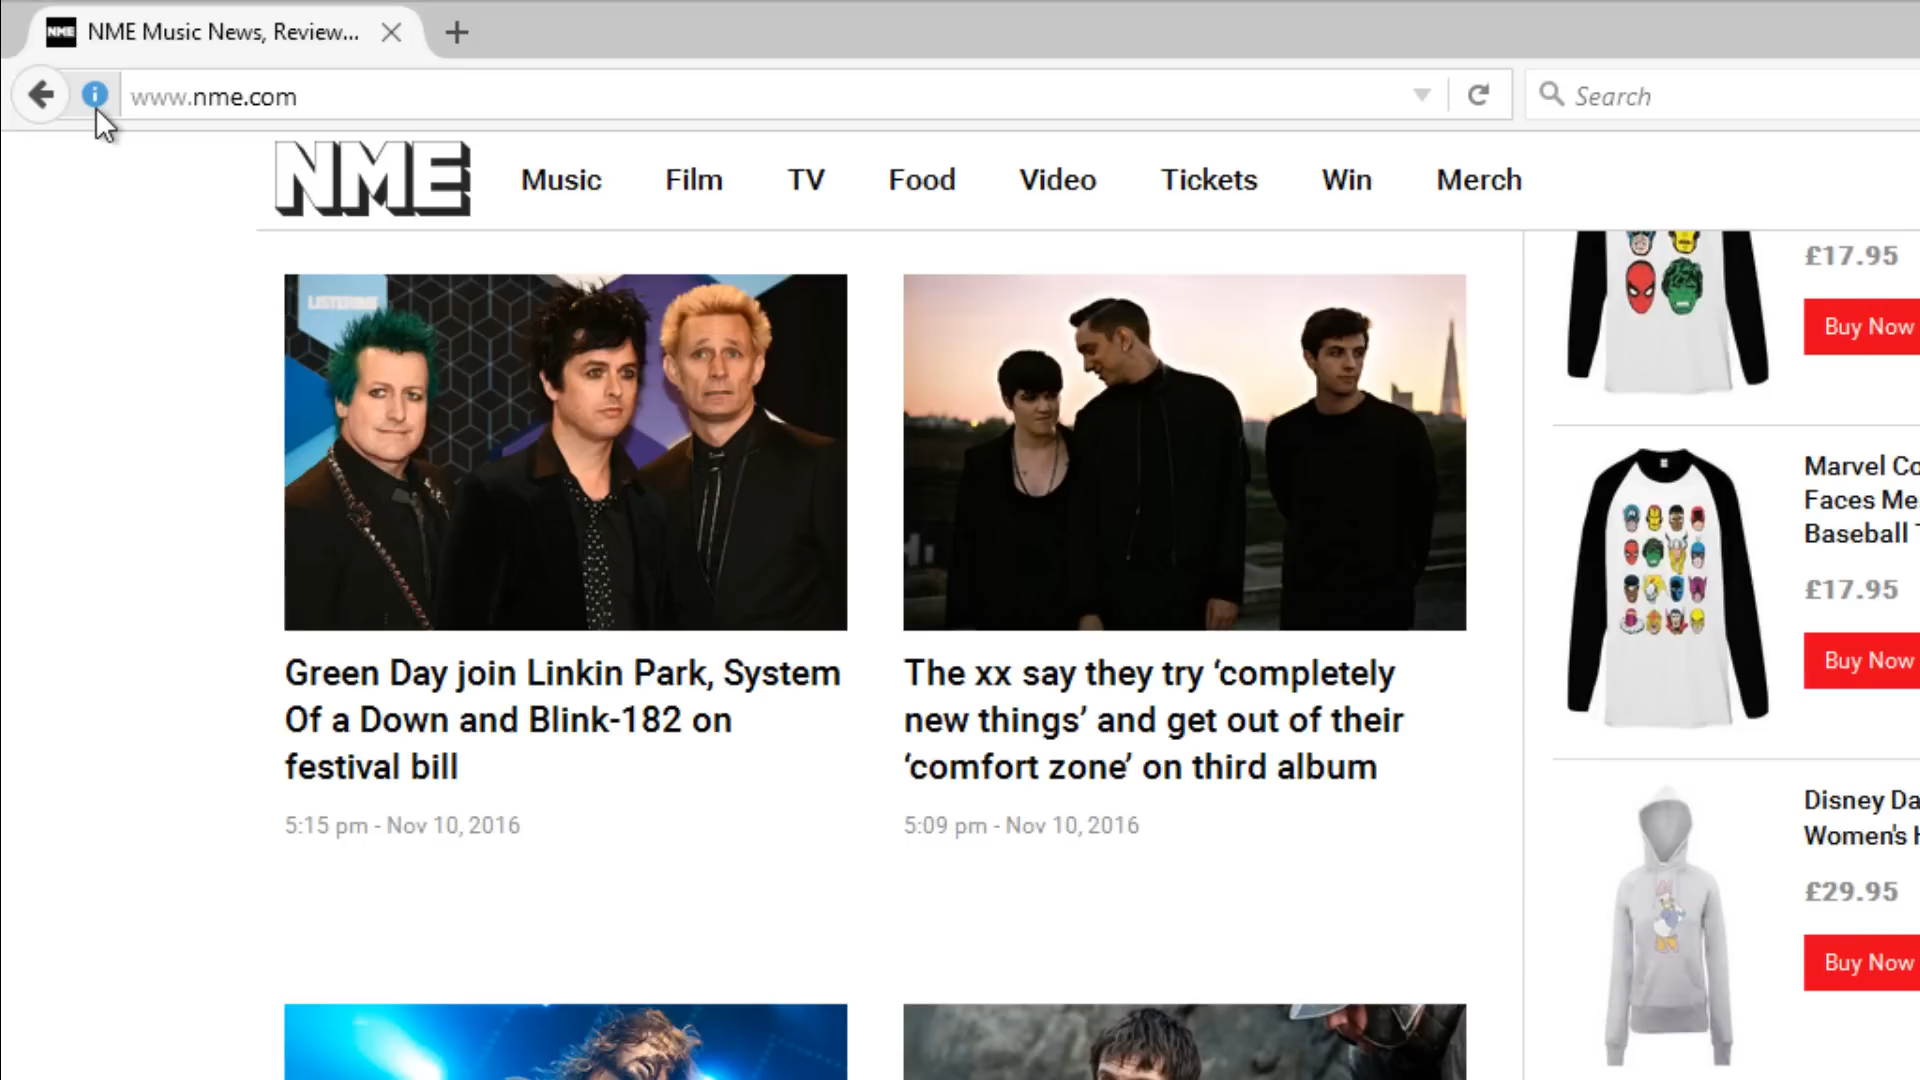 NME NME Music News, Review...
www.nme.com
Search
NME Music Film TV Food Video Tickets Win Merch
LISTENING
£17.95
Buy Now
Green Day join Linkin Park, System
Of a Down and Blink-182 on
festival bill
5:15 pm - Nov 10, 2016
The xx say they try ‘completely
new things’ and get out of their
‘comfort zone’ on third album
5:09 pm - Nov 10, 2016
Marvel Co
Faces Me
Baseball T
£17.95
Buy Now
Disney Da
Women's H
£29.95
Buy Now